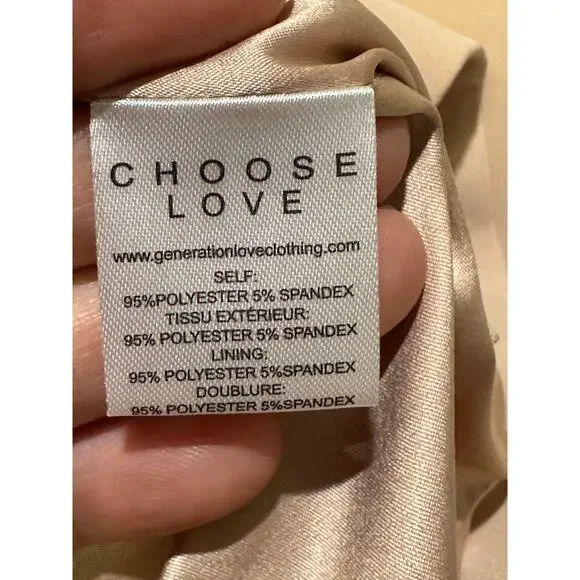 CHOOSE
LOVE
www.generationloveclothing.com
SELF:
95%POLYESTER 5% SPANDEX
TISSU EXTÉRIEUR:
95% POLYESTER 5% SPANDEX
LINING:
95% POLYESTER 5% SPANDEX
DOUBLURE:
95% POLYESTER 5%SPANDEX